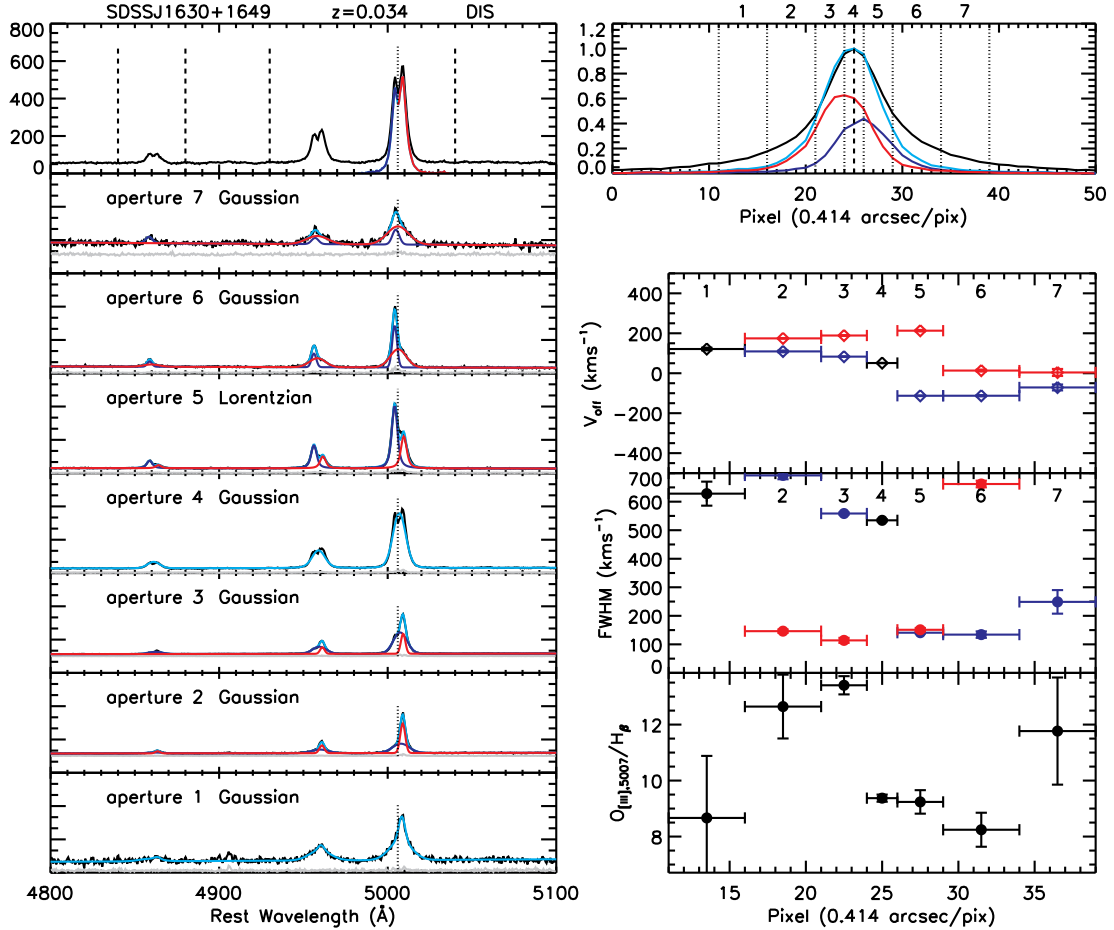 SDSSJ1630+1649 z=0.034 DIS
800
600
400
200
0
aperture 7 Gaussian
aperture 6 Gaussian
aperture 5 Lorentzian
aperture 4 Gaussian
aperture 3 Gaussian
aperture 2 Gaussian
aperture 1 Gaussian
4800 4900 5000 5100
Rest Wavelength (Å)
1 2 3 4 5 6 7
1.2
1.0
0.8
0.6
0.4
0.2
0.0
0 10 20 30 40 50
Pixel (0.414 arcsec/pix)
1 2 3 4 5 6 7
400
200
0
−200
−400
V_off (kms⁻¹)
2 3 4 5 6 7
700
600
500
400
300
200
100
0
FWHM (kms⁻¹)
12
10
8
O_[III],5007/H_β
15 20 25 30 35
Pixel (0.414 arcsec/pix)